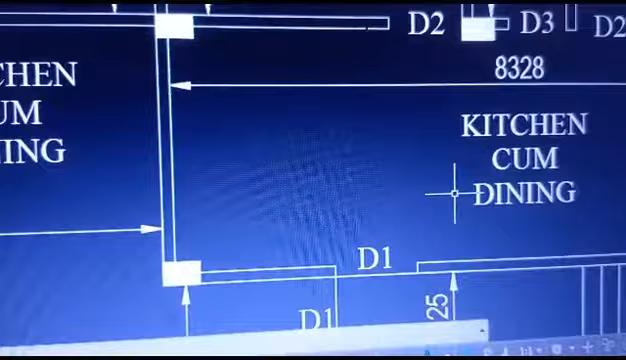 D2
D3
D2
8328
CHEN
UM
ING
KITCHEN
CUM
DINING
D1
25
D1